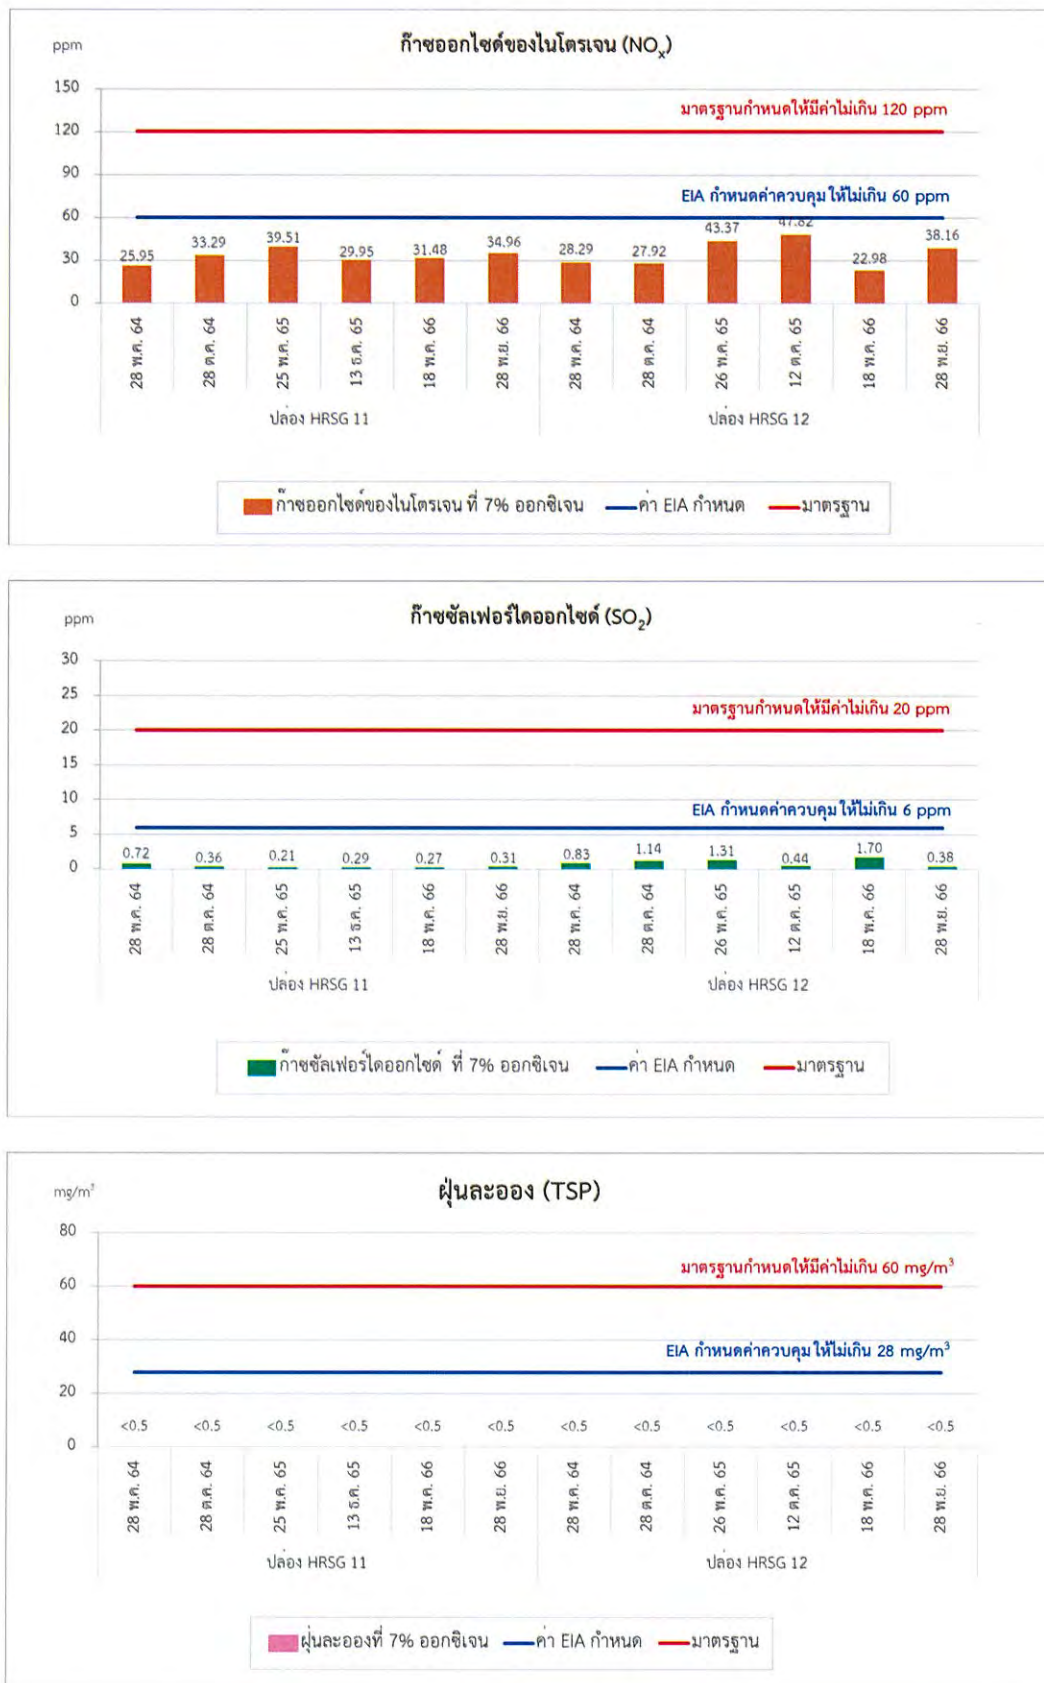 ppm
ก๊าซออกไซด์ของไนโตรเจน (NOx)
150
120
90
60
30
0
มาตรฐานกำหนดให้มีค่าไม่เกิน 120 ppm
EIA กำหนดค่าควบคุม ให้ไม่เกิน 60 ppm
25.95 33.29 39.51 29.95 31.48 34.96 28.29 27.92 43.37 47.82 22.98 38.16
28 พ.ค. 64 28 ต.ค. 64 25 พ.ค. 65 13 ธ.ค. 65 18 พ.ค. 66 28 พ.ย. 66 28 พ.ค. 64 28 ต.ค. 64 26 พ.ค. 65 12 ต.ค. 65 18 พ.ค. 66 28 พ.ย. 66
ปล่อง HRSG 11 ปล่อง HRSG 12
ก๊าซออกไซด์ของไนโตรเจน ที่ 7% ออกซิเจน ค่า EIA กำหนด มาตรฐาน
ppm
ก๊าซซัลเฟอร์ไดออกไซด์ (SO2)
30
25
20
15
10
5
0
มาตรฐานกำหนดให้มีค่าไม่เกิน 20 ppm
EIA กำหนดค่าควบคุม ให้ไม่เกิน 6 ppm
0.72 0.36 0.21 0.29 0.27 0.31 0.83 1.14 1.31 0.44 1.70 0.38
28 พ.ค. 64 28 ต.ค. 64 25 พ.ค. 65 13 ธ.ค. 65 18 พ.ค. 66 28 พ.ย. 66 28 พ.ค. 64 28 ต.ค. 64 26 พ.ค. 65 12 ต.ค. 65 18 พ.ค. 66 28 พ.ย. 66
ปล่อง HRSG 11 ปล่อง HRSG 12
ก๊าซซัลเฟอร์ไดออกไซด์ ที่ 7% ออกซิเจน ค่า EIA กำหนด มาตรฐาน
mg/m³
ฝุ่นละออง (TSP)
80
60
40
20
0
มาตรฐานกำหนดให้มีค่าไม่เกิน 60 mg/m³
EIA กำหนดค่าควบคุม ให้ไม่เกิน 28 mg/m³
<0.5 <0.5 <0.5 <0.5 <0.5 <0.5 <0.5 <0.5 <0.5 <0.5 <0.5 <0.5
28 พ.ค. 64 28 ต.ค. 64 25 พ.ค. 65 13 ธ.ค. 65 18 พ.ค. 66 28 พ.ย. 66 28 พ.ค. 64 28 ต.ค. 64 26 พ.ค. 65 12 ต.ค. 65 18 พ.ค. 66 28 พ.ย. 66
ปล่อง HRSG 11 ปล่อง HRSG 12
ฝุ่นละอองที่ 7% ออกซิเจน ค่า EIA กำหนด มาตรฐาน